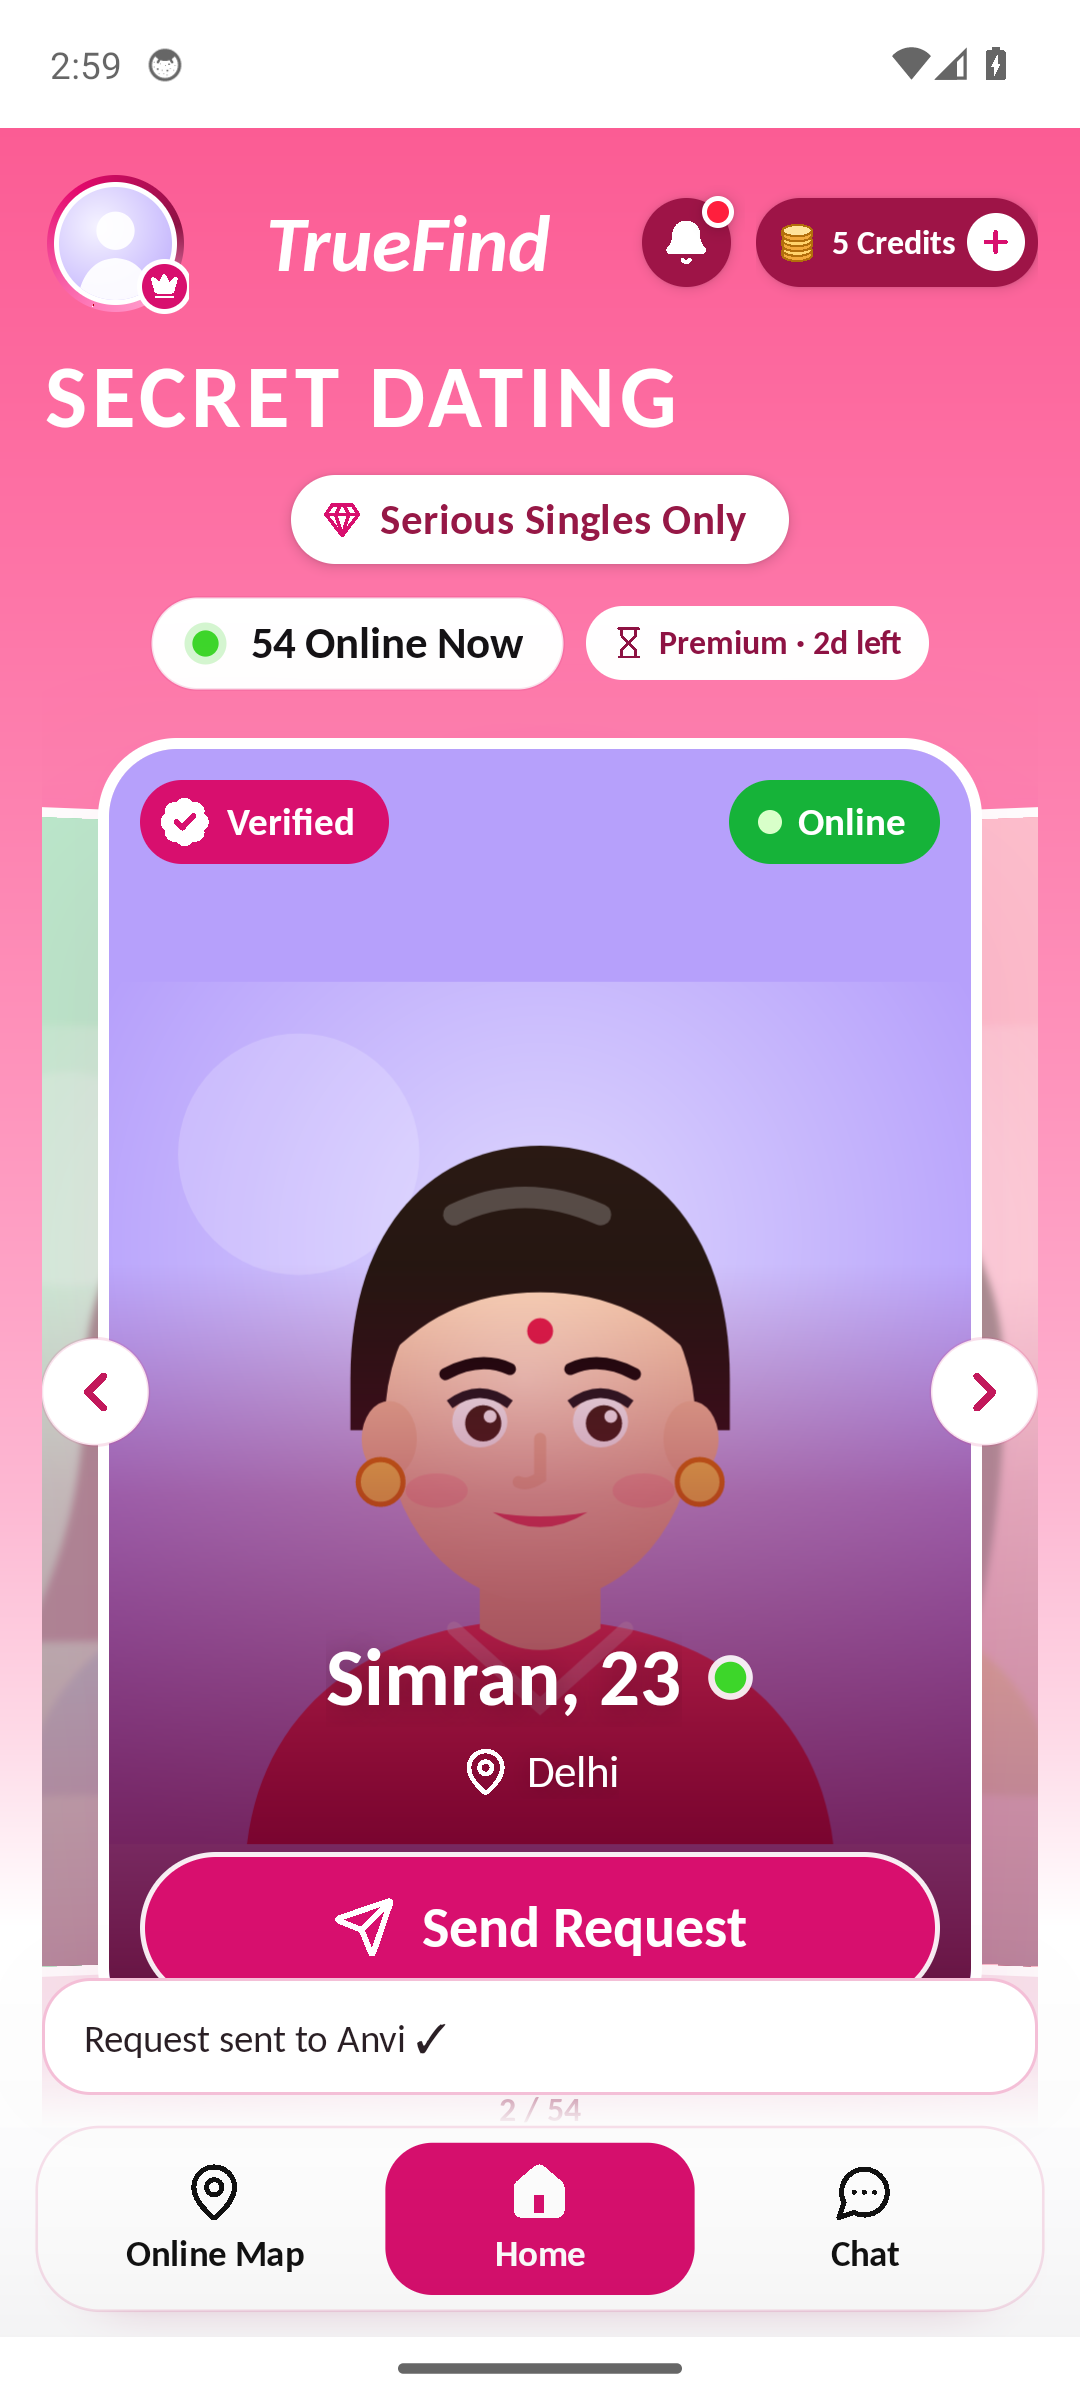 2:59
TrueFind
5 Credits
SECRET DATING
Serious Singles Only
54 Online Now
Premium · 2d left
Verified
Online
Simran, 23
Delhi
Send Request
Request sent to Anvi ✓
2 / 54
Online Map
Home
Chat